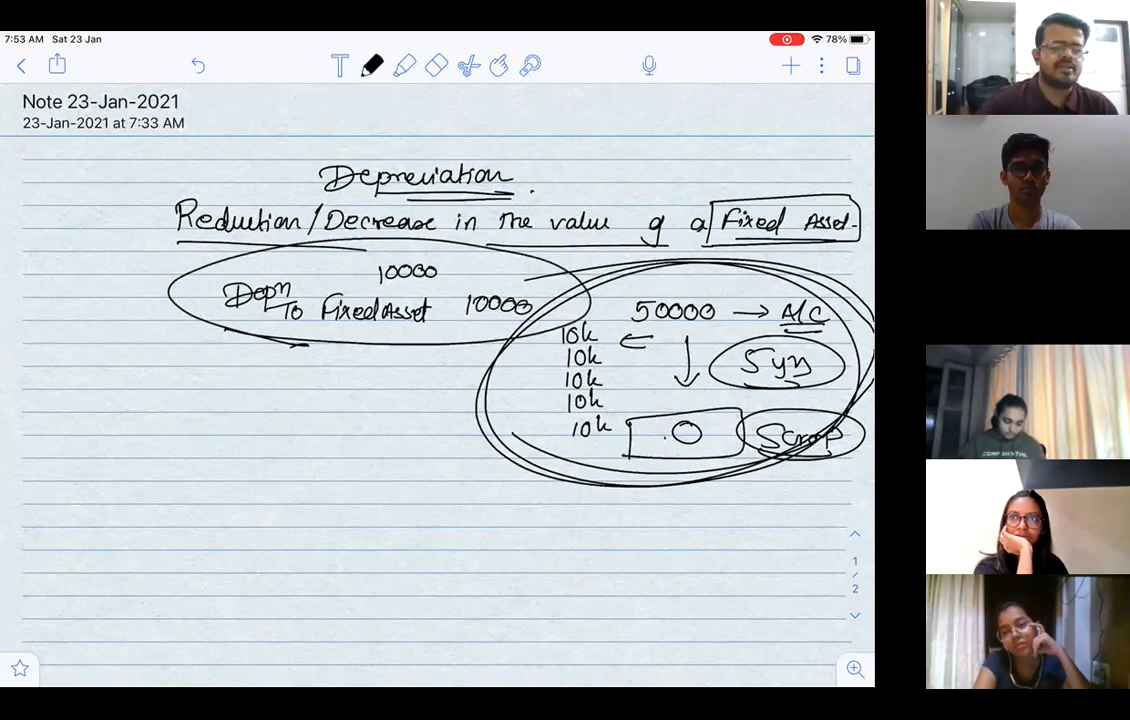 7:53 AM Sat 23 Jan
78%
T
Note 23-Jan-2021
23-Jan-2021 at 7:33 AM
Depreciation
Reduction/Decrease in the value of a Fixed Asset.
10000
Depn
To Fixed Asset 10000
50000 → A/C
10k ←
10k ↓ 5 yrs
10k
10k
10k 0 Scrap
1
/
2